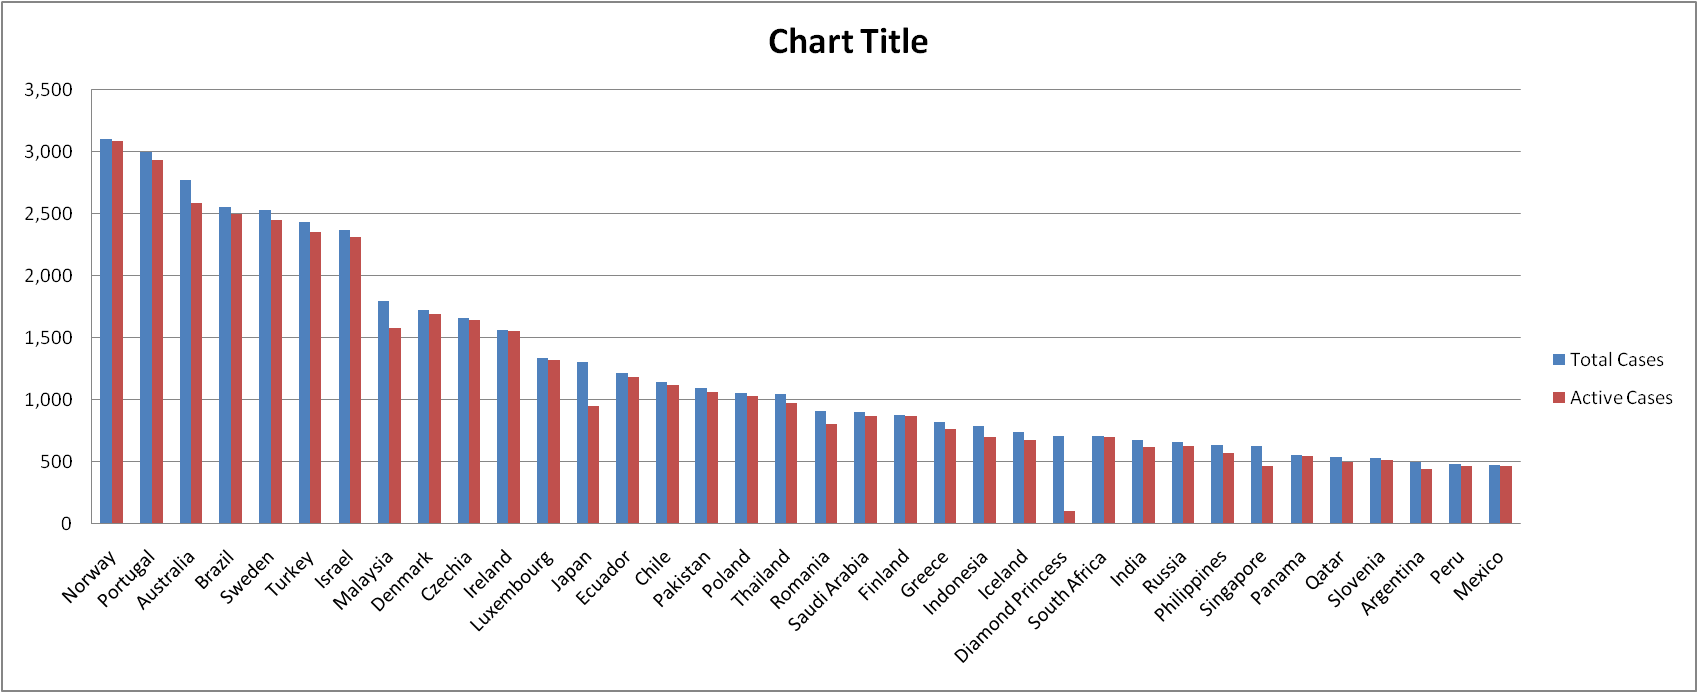 Chart Title
3,500
3,000
2,500
2,000
1,500
1,000
500
0
Norway
Portugal
Australia
Brazil
Sweden
Turkey
Israel
Malaysia
Denmark
Czechia
Ireland
Luxembourg
Japan
Ecuador
Chile
Pakistan
Poland
Thailand
Romania
Saudi Arabia
Finland
Greece
Indonesia
Iceland
Diamond Princess
South Africa
India
Russia
Philippines
Singapore
Panama
Qatar
Slovenia
Argentina
Peru
Mexico
Total Cases
Active Cases